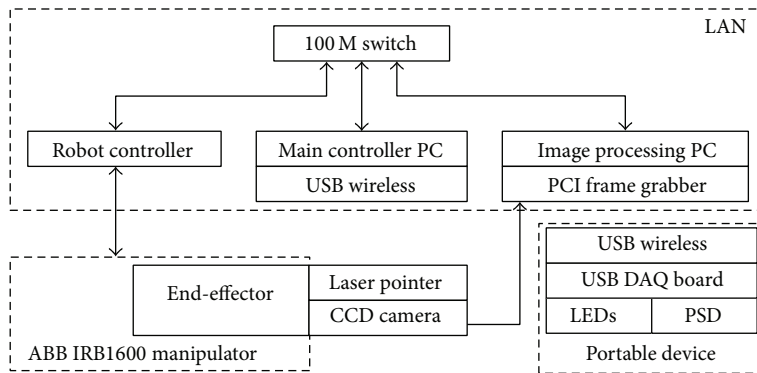 LAN
100 M switch
Robot controller
Main controller PC
USB wireless
Image processing PC
PCI frame grabber
End-effector
Laser pointer
CCD camera
ABB IRB1600 manipulator
USB wireless
USB DAQ board
LEDs
PSD
Portable device